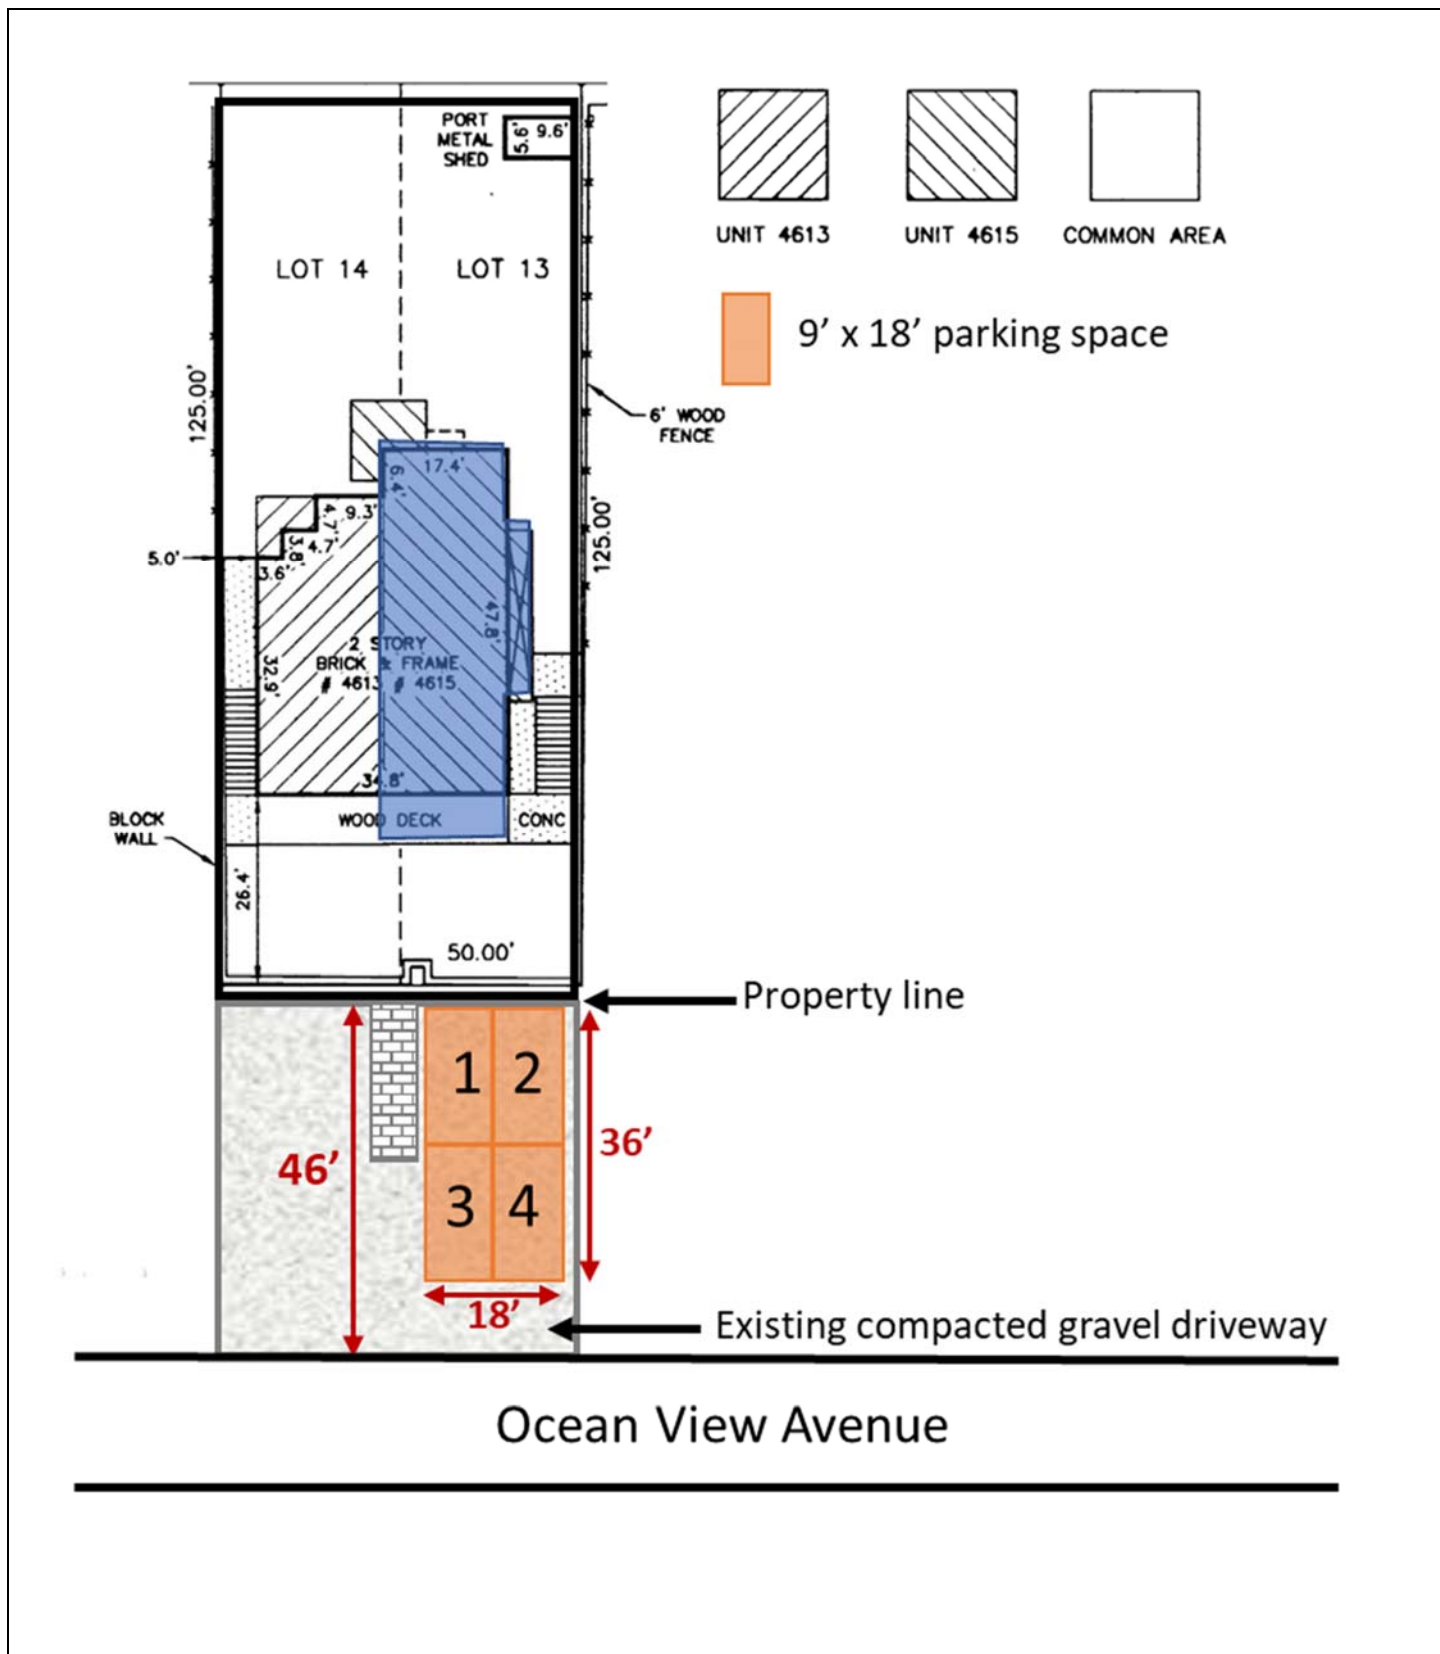 PORT
METAL
SHED
5.6'
9.6'
UNIT 4613
UNIT 4615
COMMON AREA
LOT 14
LOT 13
9’ x 18’ parking space
125.00'
6' WOOD
FENCE
17.4'
6.4'
4.7'
9.3'
3.8'
4.7'
5.0'
3.6'
125.00'
47.8'
2 STORY
BRICK & FRAME
# 4613 # 4615
32.9'
34.8'
BLOCK
WALL
WOOD DECK
CONC
26.4'
50.00'
Property line
1 2
36’
46’
3 4
18’
Existing compacted gravel driveway
Ocean View Avenue